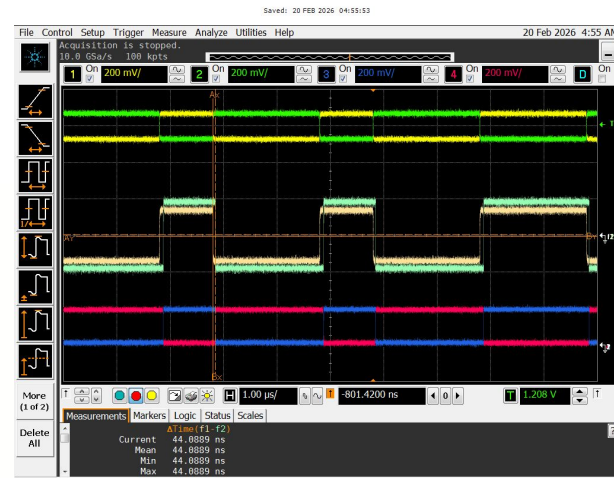 Saved: 20 FEB 2026 04:55:53
File Control Setup Trigger Measure Analyze Utilities Help 20 Feb 2026 4:55 AM
Acquisition is stopped.
10.0 GSa/s 100 kpts
1 On 200 mV/ 2 On 200 mV/ 3 On 200 mV/ 4 On 200 mV/ D On
Ax
T
AY BY
Bx
More
(1 of 2)
Delete
All
H 1.00 µs/ -801.4200 ns 0 T 1.208 V
Measurements Markers Logic Status Scales
ΔTime(f1-f2)
Current 44.0889 ns
Mean 44.0889 ns
Min 44.0889 ns
Max 44.0889 ns